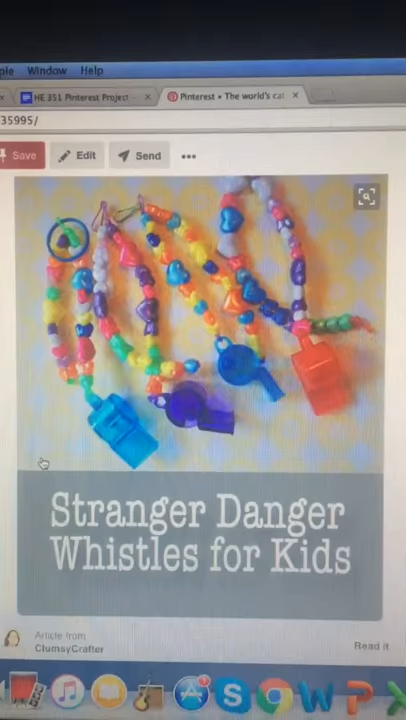 ple Window Help
HE 351 Pinterest Project
Pinterest • The world's cat
35995/
Save Edit Send
Stranger Danger
Whistles for Kids
Article from
ClumsyCrafter
Read it